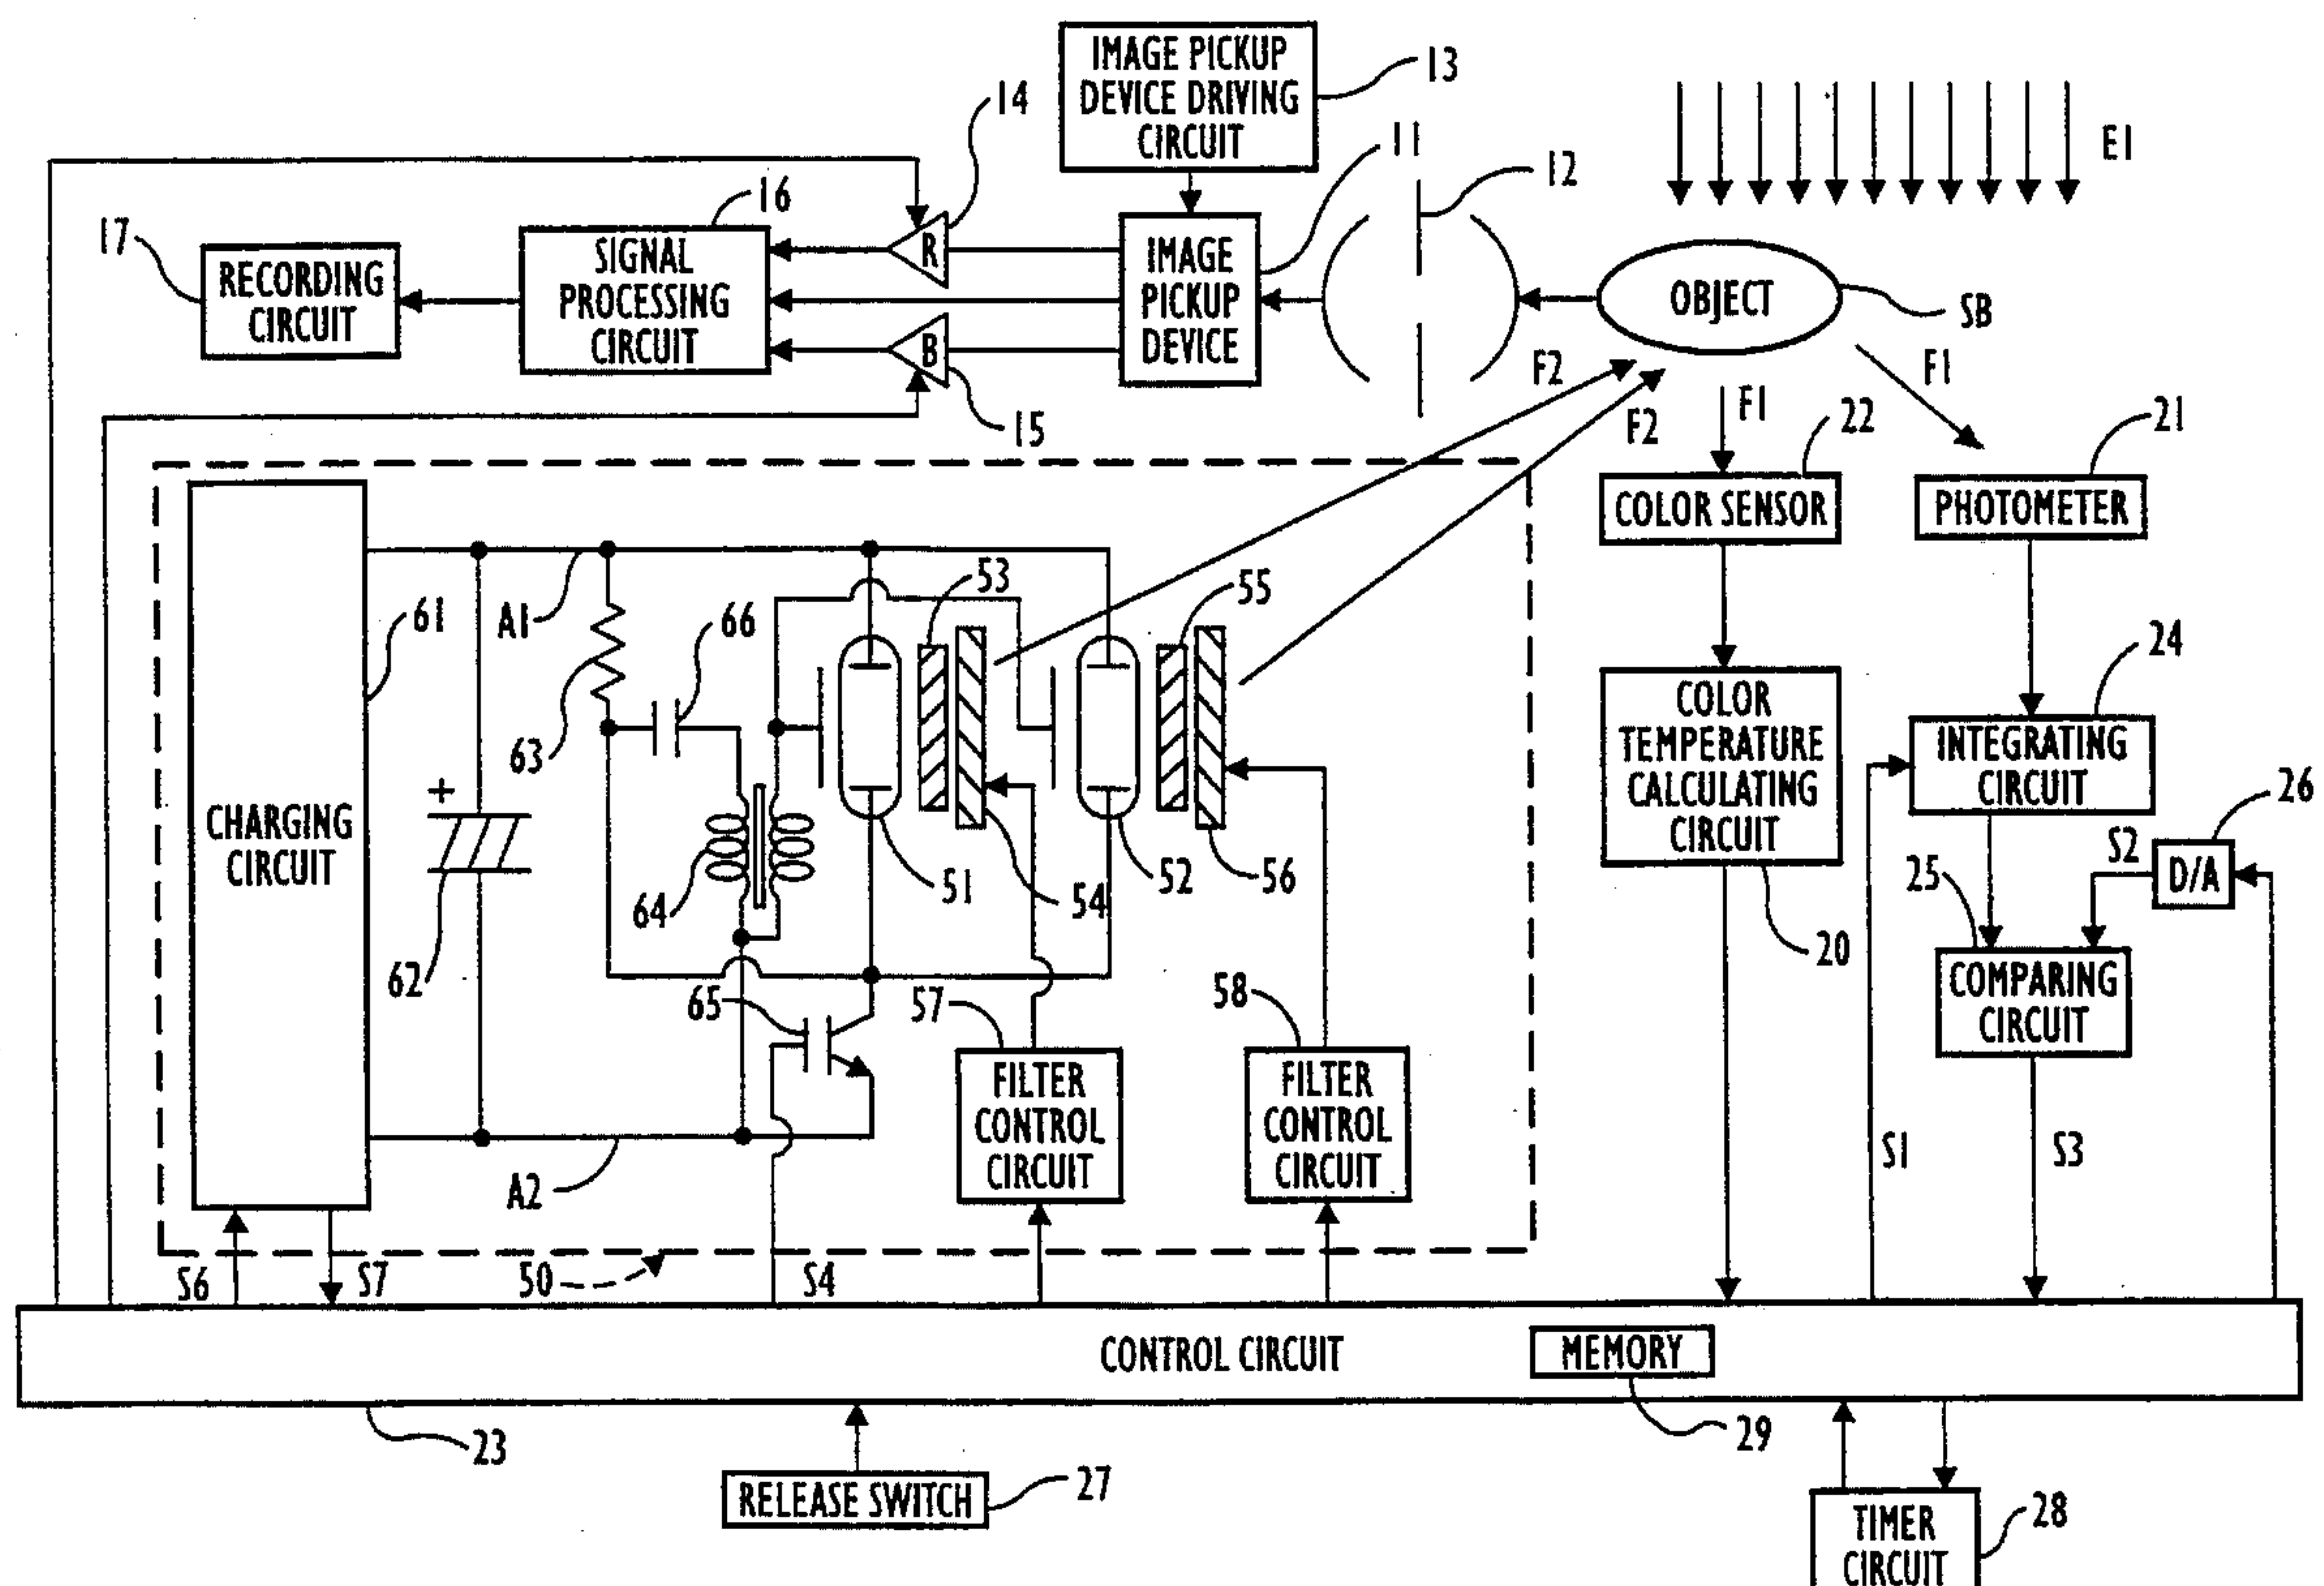 IMAGE PICKUP
DEVICE DRIVING
CIRCUIT
13
14
11
12
E1
16
17
RECORDING
CIRCUIT
SIGNAL
PROCESSING
CIRCUIT
R
B
IMAGE
PICKUP
DEVICE
OBJECT
SB
15
F2
F2
F1
F1
22
21
COLOR SENSOR
PHOTOMETER
A1
61
63
66
53
55
24
COLOR
TEMPERATURE
CALCULATING
CIRCUIT
INTEGRATING
CIRCUIT
26
CHARGING
CIRCUIT
+
62
64
51
54
52
56
25
S2
D/A
20
COMPARING
CIRCUIT
65
57
58
FILTER
CONTROL
CIRCUIT
FILTER
CONTROL
CIRCUIT
A2
S1
S3
S6
S7
50
S4
CONTROL CIRCUIT
MEMORY
23
29
RELEASE SWITCH
27
TIMER
CIRCUIT
28